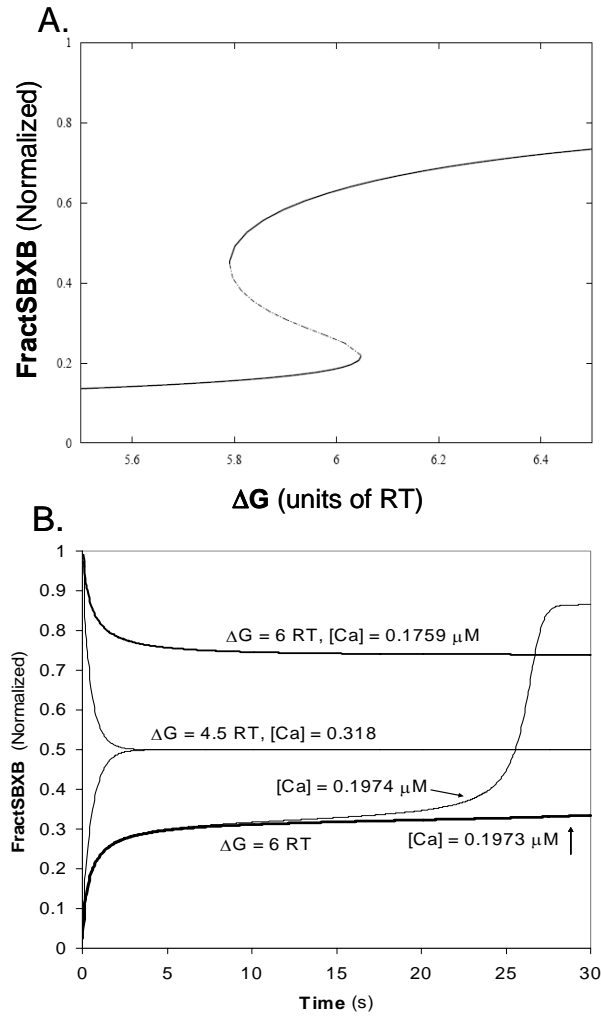 A.
FractSBXB (Normalized)
1
0.8
0.6
0.4
0.2
0
5.6
5.8
6
6.2
6.4
ΔG (units of RT)
B.
FractSBXB (Normalized)
1
0.9
0.8
0.7
0.6
0.5
0.4
0.3
0.2
0.1
0
ΔG = 6 RT, [Ca] = 0.1759 μM
ΔG = 4.5 RT, [Ca] = 0.318
[Ca] = 0.1974 μM
ΔG = 6 RT
[Ca] = 0.1973 μM
0
5
10
15
20
25
30
Time (s)